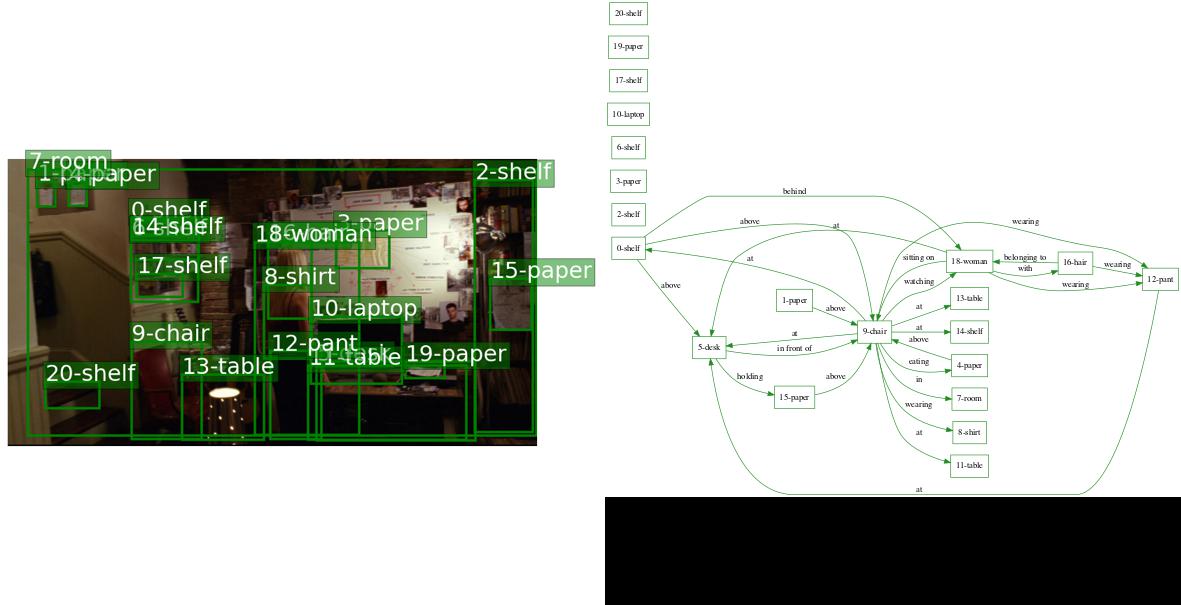 7-room
1-paper
4-paper
0-shelf
14-shelf
17-shelf
9-chair
20-shelf
13-table
18-woman
3-paper
8-shirt
10-laptop
12-pant
11-table
19-paper
2-shelf
15-paper
20-shelf
19-paper
17-shelf
10-laptop
6-shelf
3-paper
2-shelf
0-shelf
behind
above
at
wearing
at
above
sitting on
18-woman
belonging to
with
16-hair
wearing
wearing
12-pant
watching
1-paper
above
13-table
at
9-chair
at
14-shelf
5-desk
at
in front of
above
4-paper
eating
holding
15-paper
above
in
7-room
wearing
8-shirt
at
11-table
at